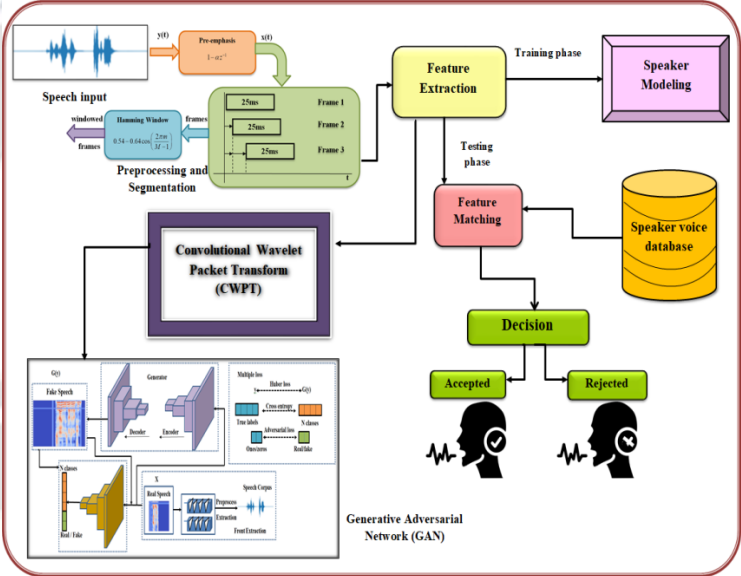 y(t)
Pre-emphasis
x(t)
Speech input
25ms
Frame 1
25ms
Frame 2
25ms
Frame 3
t
frames
Hamming Window
windowed
frames
Preprocessing and
Segmentation
Feature
Extraction
Training phase
Speaker
Modeling
Testing
phase
Feature
Matching
Speaker voice
database
Convolutional Wavelet
Packet Transform
(CWPT)
Decision
Accepted
Rejected
G(y)
Generator
Fake Speech
Decoder
Encoder
Multiple loss
Huber loss
y
G(y)
Cross entropy
True labels
N classes
Adversarial loss
Ones/zeros
Real/fake
N classes
Real / Fake
X
Real Speech
Preprocess
Extraction
Speech Corpus
Front Extraction
Generative Adversarial
Network (GAN)